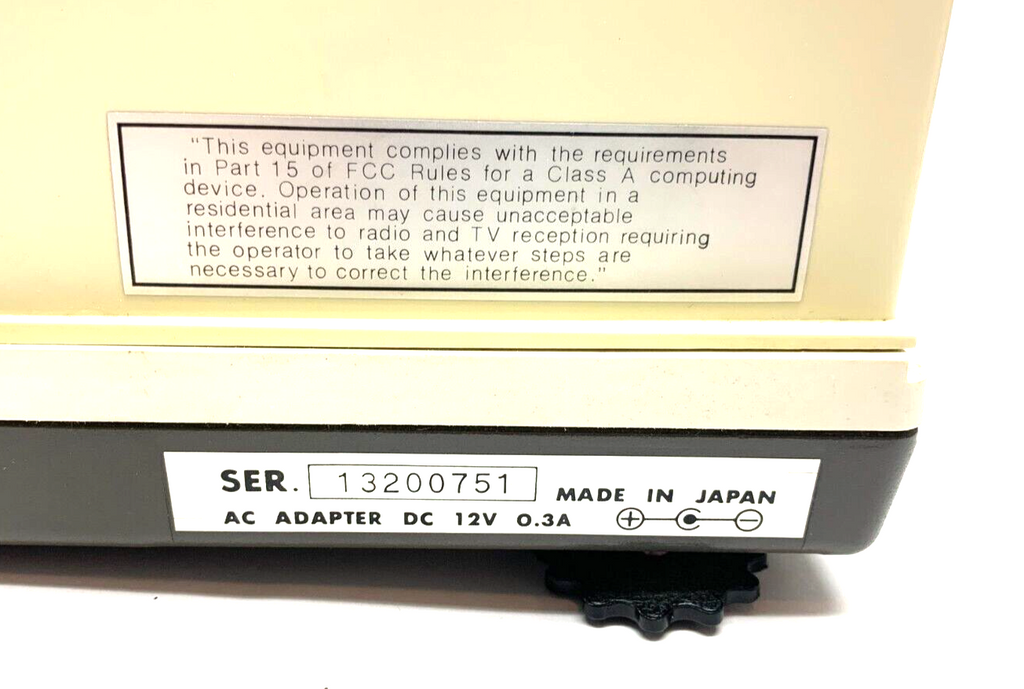 "This equipment complies with the requirements
in Part 15 of FCC Rules for a Class A computing
device. Operation of this equipment in a
residential area may cause unacceptable
interference to radio and TV reception requiring
the operator to take whatever steps are
necessary to correct the interference."
SER. 13200751 MADE IN JAPAN
AC ADAPTER DC 12V 0.3A + −